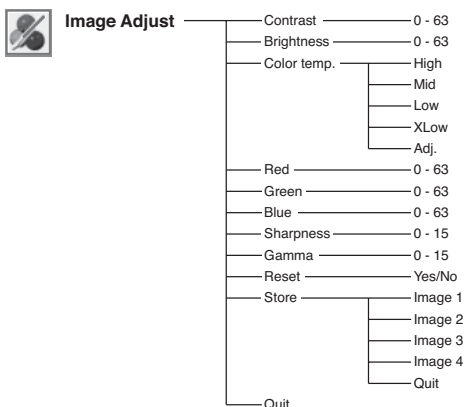 Image Adjust Contrast 0 - 63
Brightness 0 - 63
Color temp. High
Mid
Low
XLow
Adj.
Red 0 - 63
Green 0 - 63
Blue 0 - 63
Sharpness 0 - 15
Gamma 0 - 15
Reset Yes/No
Store Image 1
Image 2
Image 3
Image 4
Quit
Quit